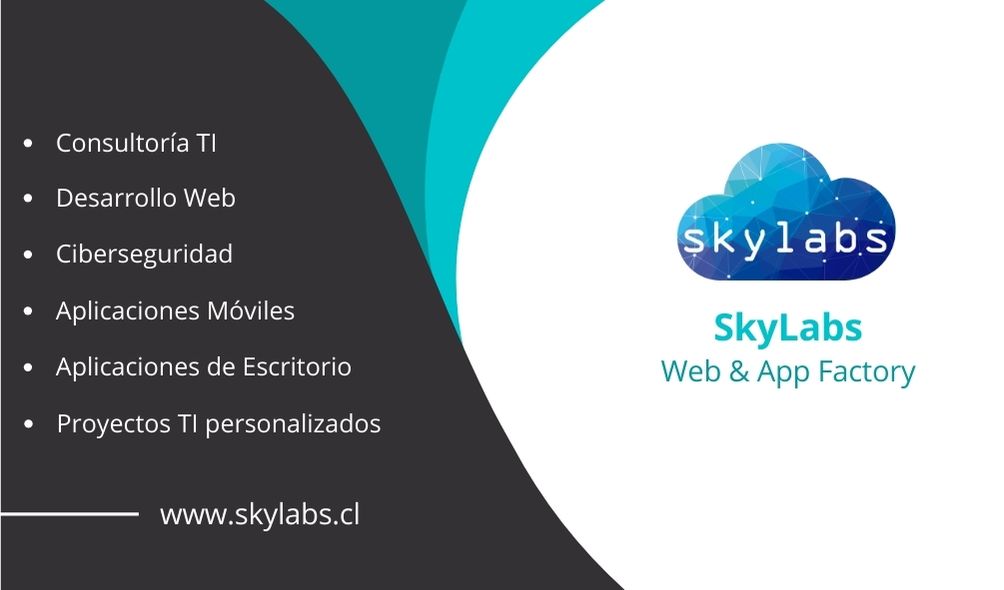 • Consultoría TI
• Desarrollo Web
• Ciberseguridad
• Aplicaciones Móviles
• Aplicaciones de Escritorio
• Proyectos TI personalizados
www.skylabs.cl
skylabs
SkyLabs
Web & App Factory